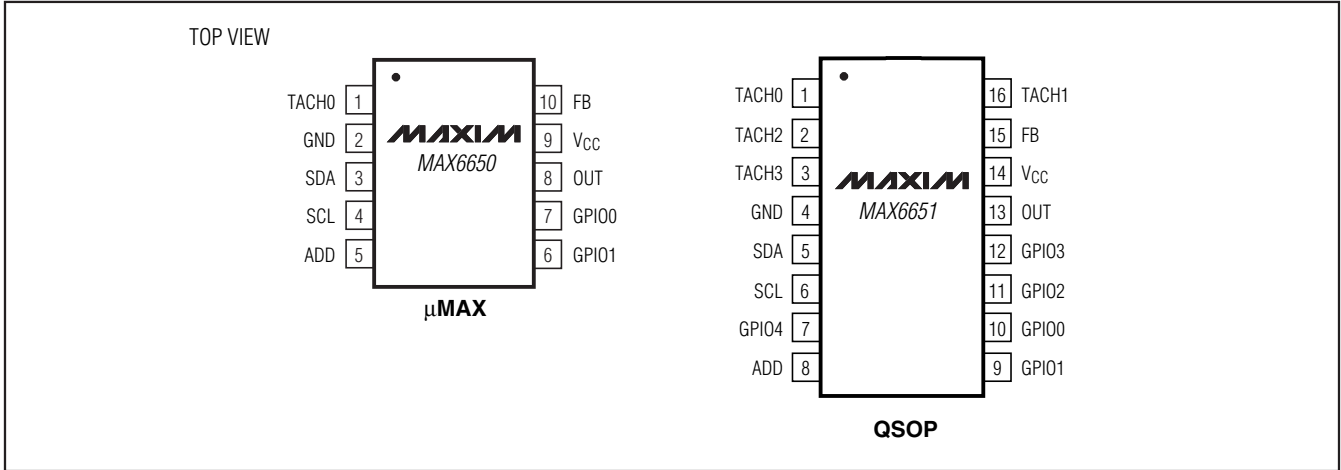 TOP VIEW
TACH0 1
GND 2
SDA 3
SCL 4
ADD 5
MAXIM
MAX6650
10 FB
9 VCC
8 OUT
7 GPIO0
6 GPIO1
µMAX
TACH0 1
TACH2 2
TACH3 3
GND 4
SDA 5
SCL 6
GPIO4 7
ADD 8
MAXIM
MAX6651
16 TACH1
15 FB
14 VCC
13 OUT
12 GPIO3
11 GPIO2
10 GPIO0
9 GPIO1
QSOP